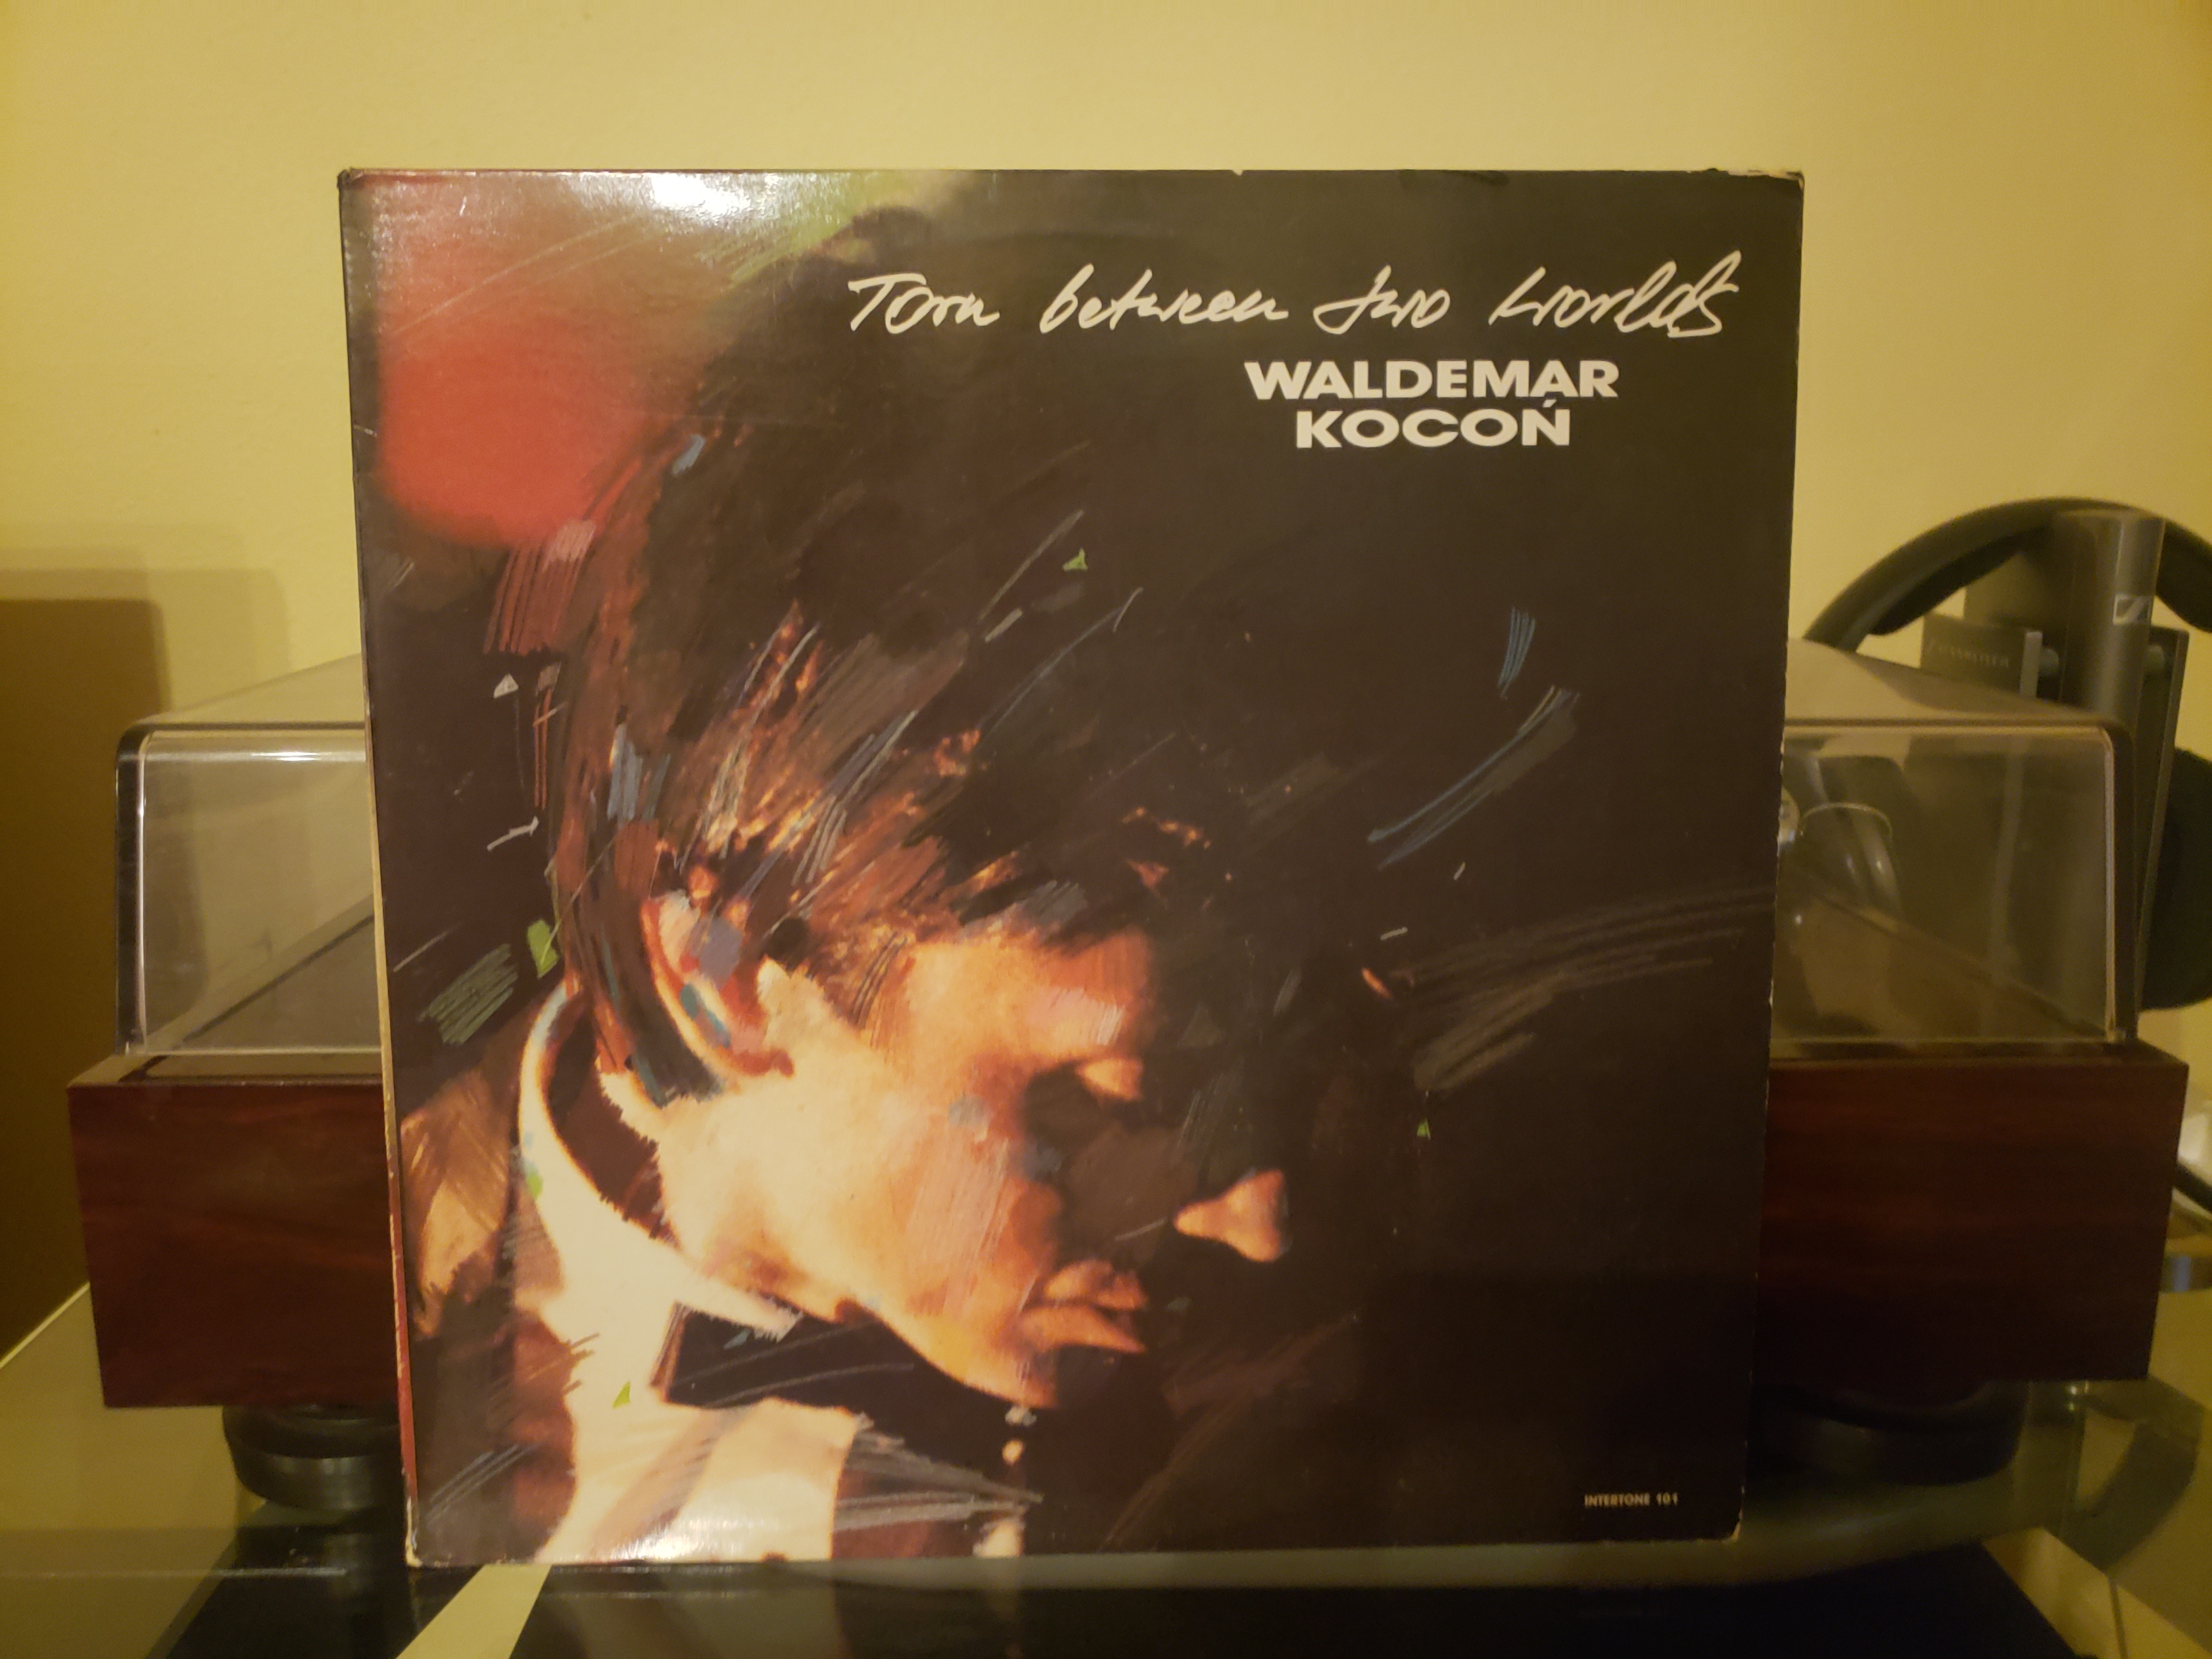 Torn between two worlds
WALDEMAR
KOCOŃ
INTERTONE 101